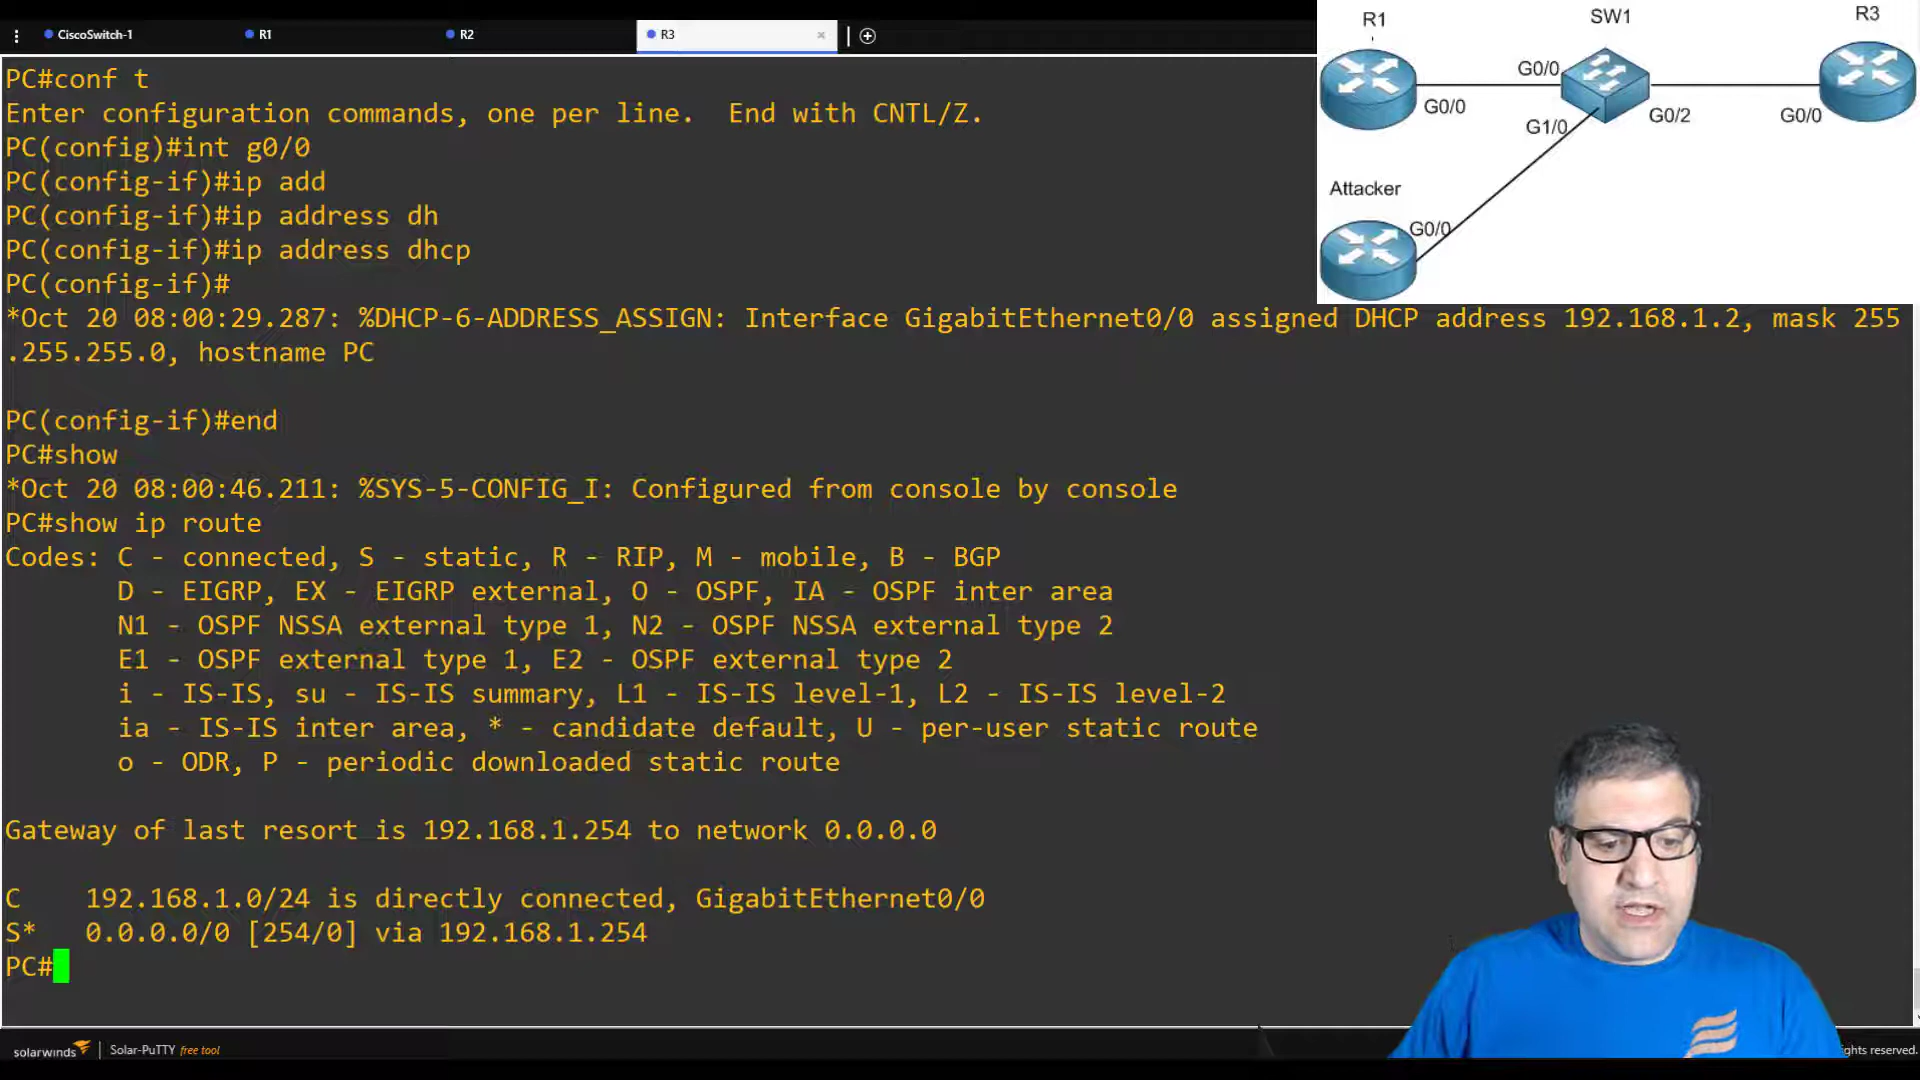 CiscoSwitch-1
R1
R2
R3
PC#conf t
Enter configuration commands, one per line.  End with CNTL/Z.
PC(config)#int g0/0
PC(config-if)#ip add
PC(config-if)#ip address dh
PC(config-if)#ip address dhcp
PC(config-if)#
*Oct 20 08:00:29.287: %DHCP-6-ADDRESS_ASSIGN: Interface GigabitEthernet0/0 assigned DHCP address 192.168.1.2, mask 255
.255.255.0, hostname PC
PC(config-if)#end
PC#show
*Oct 20 08:00:46.211: %SYS-5-CONFIG_I: Configured from console by console
PC#show ip route
Codes: C - connected, S - static, R - RIP, M - mobile, B - BGP
D - EIGRP, EX - EIGRP external, O - OSPF, IA - OSPF inter area
N1 - OSPF NSSA external type 1, N2 - OSPF NSSA external type 2
E1 - OSPF external type 1, E2 - OSPF external type 2
i - IS-IS, su - IS-IS summary, L1 - IS-IS level-1, L2 - IS-IS level-2
ia - IS-IS inter area, * - candidate default, U - per-user static route
o - ODR, P - periodic downloaded static route
Gateway of last resort is 192.168.1.254 to network 0.0.0.0
C    192.168.1.0/24 is directly connected, GigabitEthernet0/0
S*   0.0.0.0/0 [254/0] via 192.168.1.254
PC#
R1
SW1
R3
G0/0
G0/0
G0/2
G0/0
G1/0
Attacker
G0/0
solarwinds
Solar-PuTTY free tool
ghts reserved.